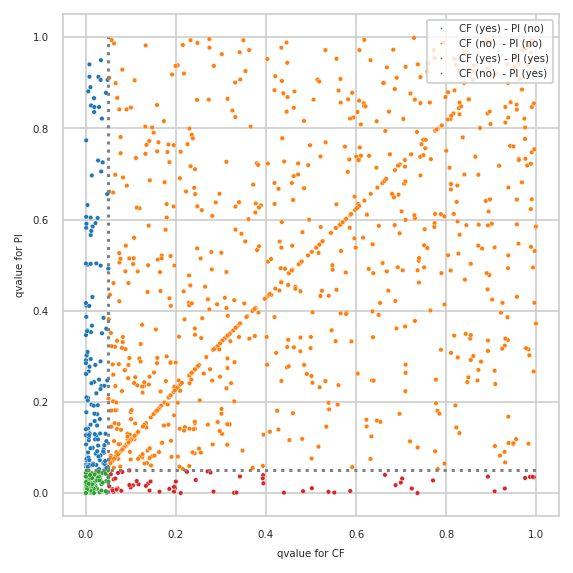 CF (yes) - PI (no)
CF (no)  - PI (no)
CF (yes) - PI (yes)
CF (no)  - PI (yes)
1.0
0.8
0.6
0.4
0.2
0.0
qvalue for PI
0.0 0.2 0.4 0.6 0.8 1.0
qvalue for CF